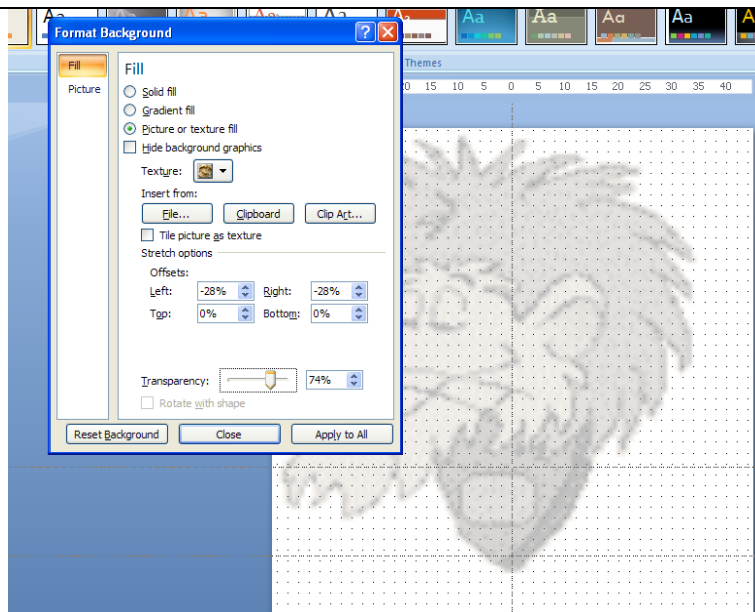 Aa Aa Aa Aa Aa Aa Aa Aa Aa
Format Background
Themes
Fill
Picture
Fill
Solid fill
Gradient fill
Picture or texture fill
Hide background graphics
Texture:
Insert from:
File... Clipboard Clip Art...
Tile picture as texture
Stretch options
Offsets:
Left: -28% Right: -28%
Top: 0% Bottom: 0%
Transparency: 74%
Rotate with shape
Reset Background Close Apply to All
15 10 5 0 5 10 15 20 25 30 35 40